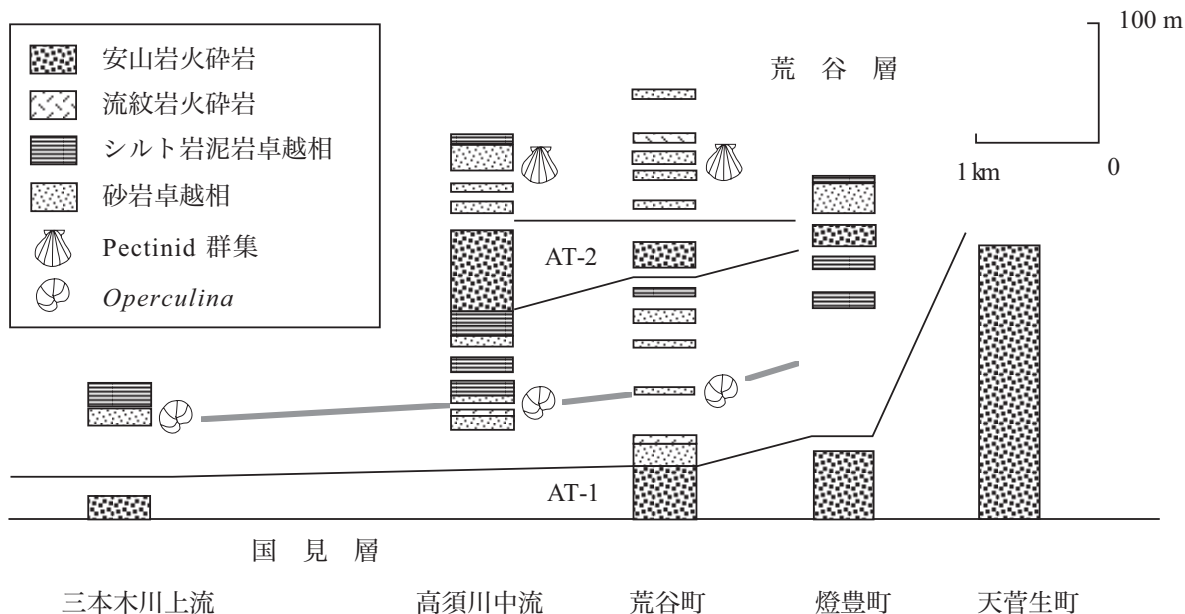 安山岩火砕岩
流紋岩火砕岩
シルト岩泥岩卓越相
砂岩卓越相
Pectinid 群集
Operculina
荒 谷 層
100 m
1 km
0
AT-2
AT-1
国 見 層
三本木川上流
高須川中流
荒谷町
燈豊町
天菅生町